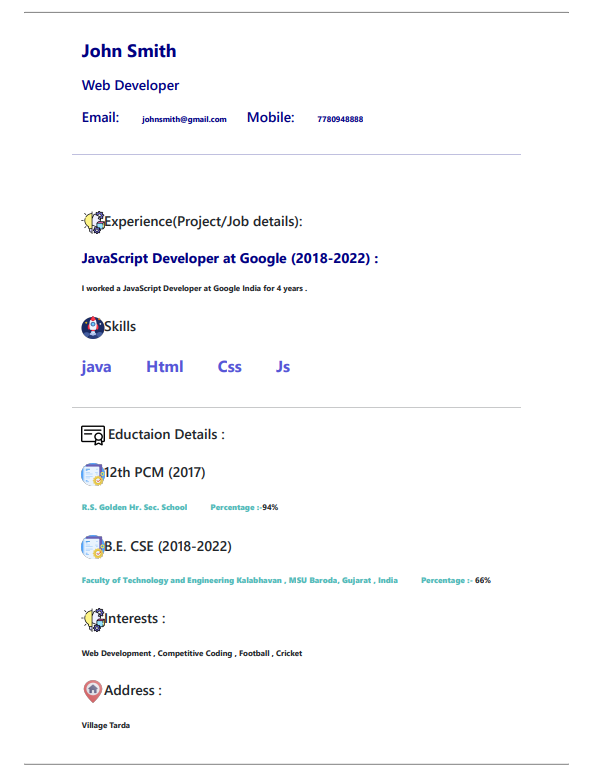 John Smith
Web Developer
Email: johnsmith@gmail.com Mobile: 7780948888
Experience(Project/Job details):
JavaScript Developer at Google (2018-2022) :
I worked a JavaScript Developer at Google India for 4 years .
Skills
java Html Css Js
Eductaion Details :
12th PCM (2017)
R.S. Golden Hr. Sec. School Percentage :-94%
B.E. CSE (2018-2022)
Faculty of Technology and Engineering Kalabhavan , MSU Baroda, Gujarat , India Percentage :- 66%
Interests :
Web Development , Competitive Coding , Football , Cricket
Address :
Village Tarda